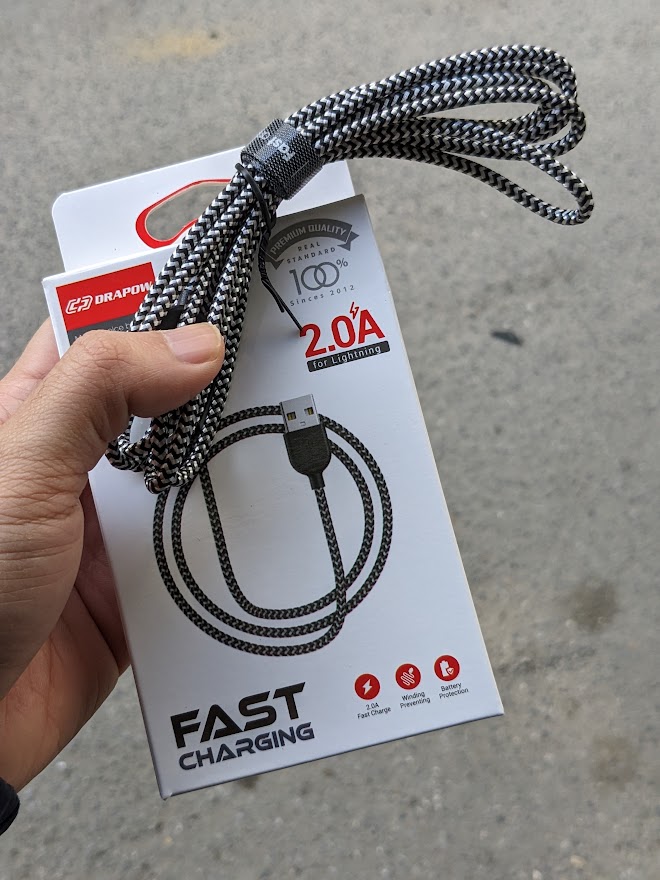 DRAPOW
PREMIUM QUALITY
REAL
STANDARD
100%
Sinces 2012
2.0A
for Lightning
FAST
CHARGING
2.0A
Fast Charge
Winding
Preventing
Battery
Protection